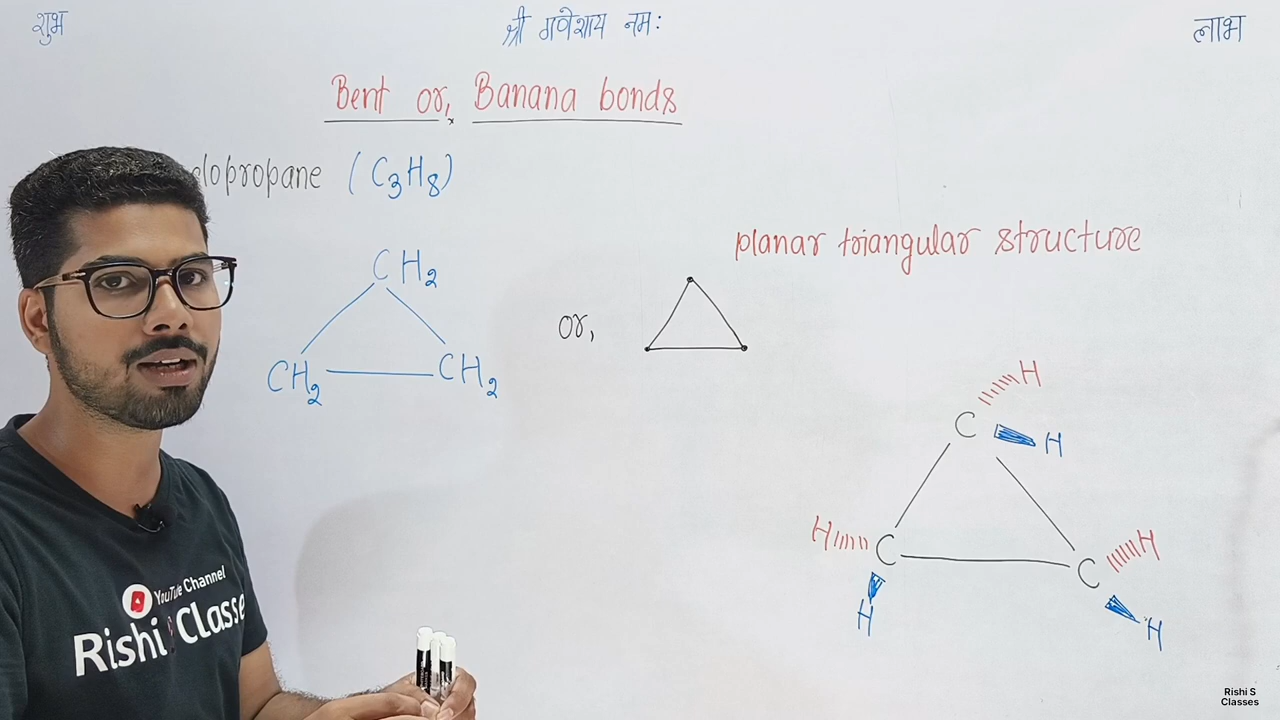 शुभ श्री गणेशाय नमः लाभ
Bent or, Banana bonds
clopropane (C3H8)
planar triangular structure
CH2
CH2 CH2
or,
H
C H
H C C H
H H
YouTube Channel
Rishi S Classe
Rishi S
Classes